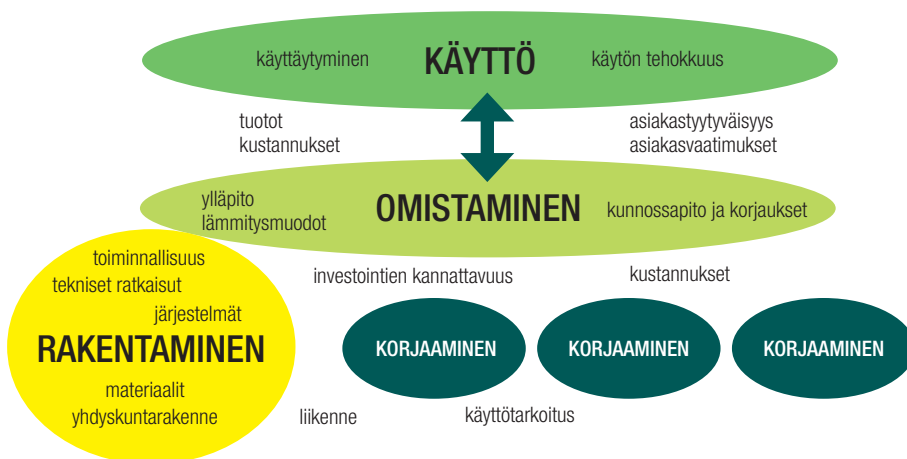 käyttäytyminen KÄYTTÖ käytön tehokkuus
tuotot
kustannukset
asiakastyytyväisyys
asiakasvaatimukset
ylläpito
lämmitysmuodot
OMISTAMINEN
kunnossapito ja korjaukset
toiminnallisuus
tekniset ratkaisut
järjestelmät
RAKENTAMINEN
materiaalit
yhdyskuntarakenne
investointien kannattavuus
kustannukset
KORJAAMINEN
KORJAAMINEN
KORJAAMINEN
liikenne
käyttötarkoitus